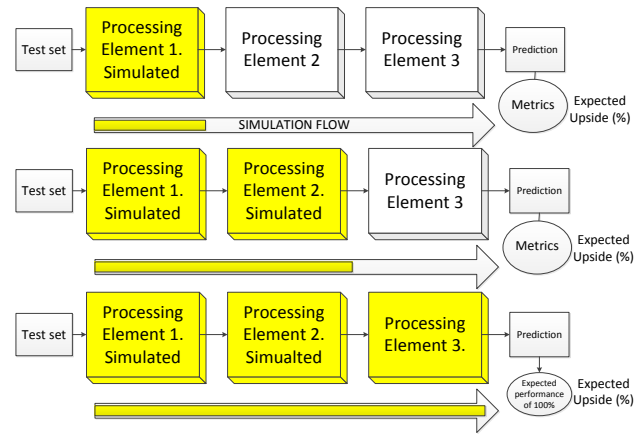 Test set
Processing
Element 1.
Simulated
Processing
Element 2
Processing
Element 3
Prediction
Metrics
Expected
Upside (%)
SIMULATION FLOW
Test set
Processing
Element 1.
Simulated
Processing
Element 2.
Simulated
Processing
Element 3
Prediction
Metrics
Expected
Upside (%)
Test set
Processing
Element 1.
Simulated
Processing
Element 2.
Simualted
Processing
Element 3.
Prediction
Expected
performance
of 100%
Expected
Upside (%)